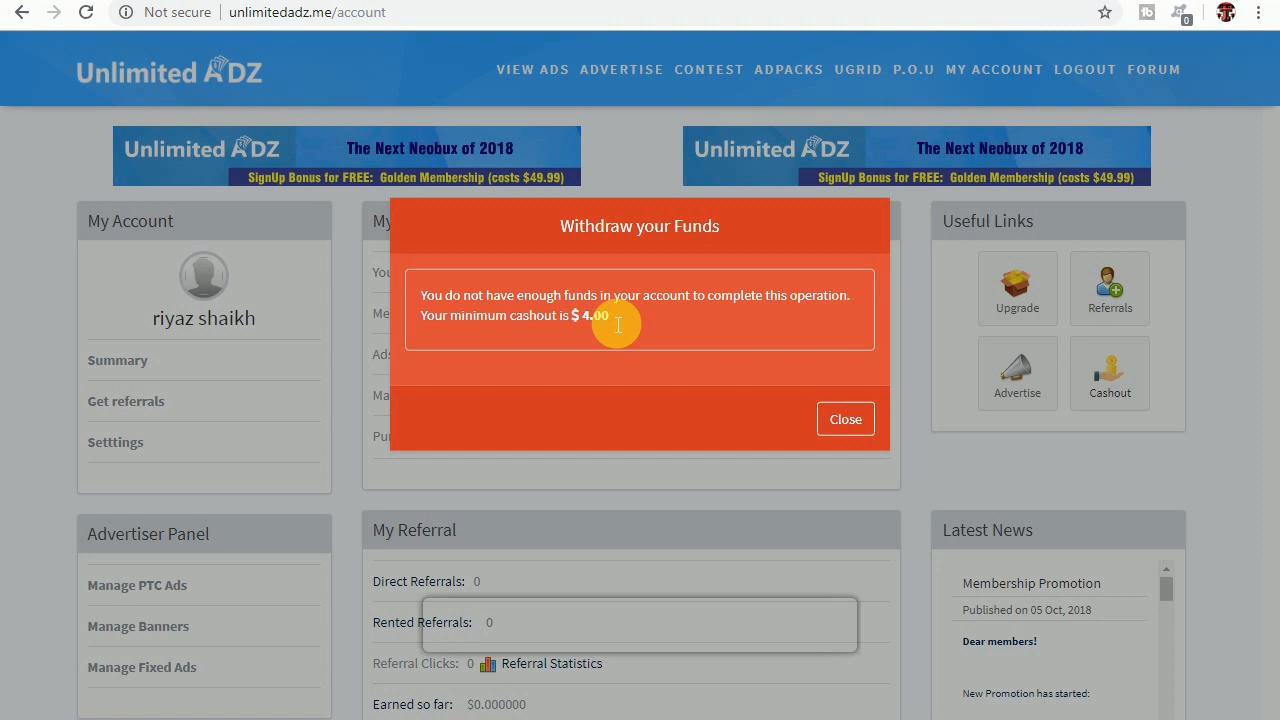 Not secure
unlimitedadz.me/account
tb
0
Unlimited ADZ
VIEW ADS ADVERTISE CONTEST ADPACKS UGRID P.O.U MY ACCOUNT LOGOUT FORUM
Unlimited ADZ
The Next Neobux of 2018
SignUp Bonus for FREE: Golden Membership (costs $49.99)
Unlimited ADZ
The Next Neobux of 2018
SignUp Bonus for FREE: Golden Membership (costs $49.99)
My Account
riyaz shaikh
Summary
Get referrals
Setttings
Withdraw your Funds
You do not have enough funds in your account to complete this operation.
Your minimum cashout is $ 4.00
Close
Useful Links
Upgrade
Referrals
Advertise
Cashout
Advertiser Panel
Manage PTC Ads
Manage Banners
Manage Fixed Ads
My Referral
Direct Referrals: 0
Rented Referrals: 0
Referral Clicks: 0 Referral Statistics
Earned so far: $0.000000
Latest News
Membership Promotion
Published on 05 Oct, 2018
Dear members!
New Promotion has started: